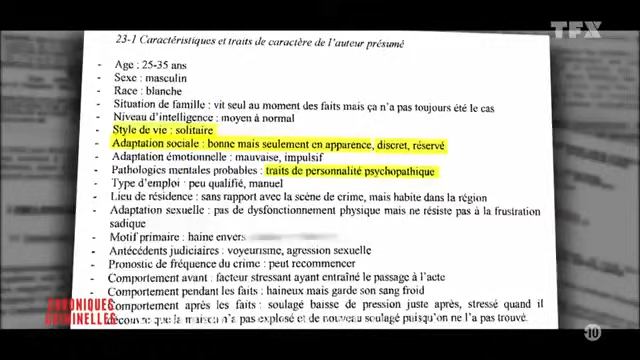 TFX
23-1 Caractéristiques et traits de caractère de l'auteur présumé
- Age : 25-35 ans
- Sexe : masculin
- Race : blanche
- Situation de famille : vit seul au moment des faits mais ça n'a pas toujours été le cas
- Niveau d'intelligence : moyen à normal
- Style de vie : solitaire
- Adaptation sociale : bonne mais seulement en apparence, discret, réservé
- Adaptation émotionnelle : mauvaise, impulsif
- Pathologies mentales probables : traits de personnalité psychopathique
- Type d'emploi : peu qualifié, manuel
- Lieu de résidence : sans rapport avec la scène de crime, mais habite dans la région
- Adaptation sexuelle : pas de dysfonctionnement physique mais ne résiste pas à la frustration
sadique
- Motif primaire : haine envers
- Antécédents judiciaires : voyeurisme, agression sexuelle
- Pronostic de fréquence du crime : peut recommencer
- Comportement avant : facteur stressant ayant entraîné le passage à l'acte
- Comportement pendant les faits : haineux mais garde son sang froid
Comportement après les faits : soulagé baisse de pression juste après, stressé quand il
découvre que la maison n'a pas explosé et de nouveau soulagé puisqu'on ne l'a pas trouvé.
CHRONIQUES
CRIMINELLES
-10